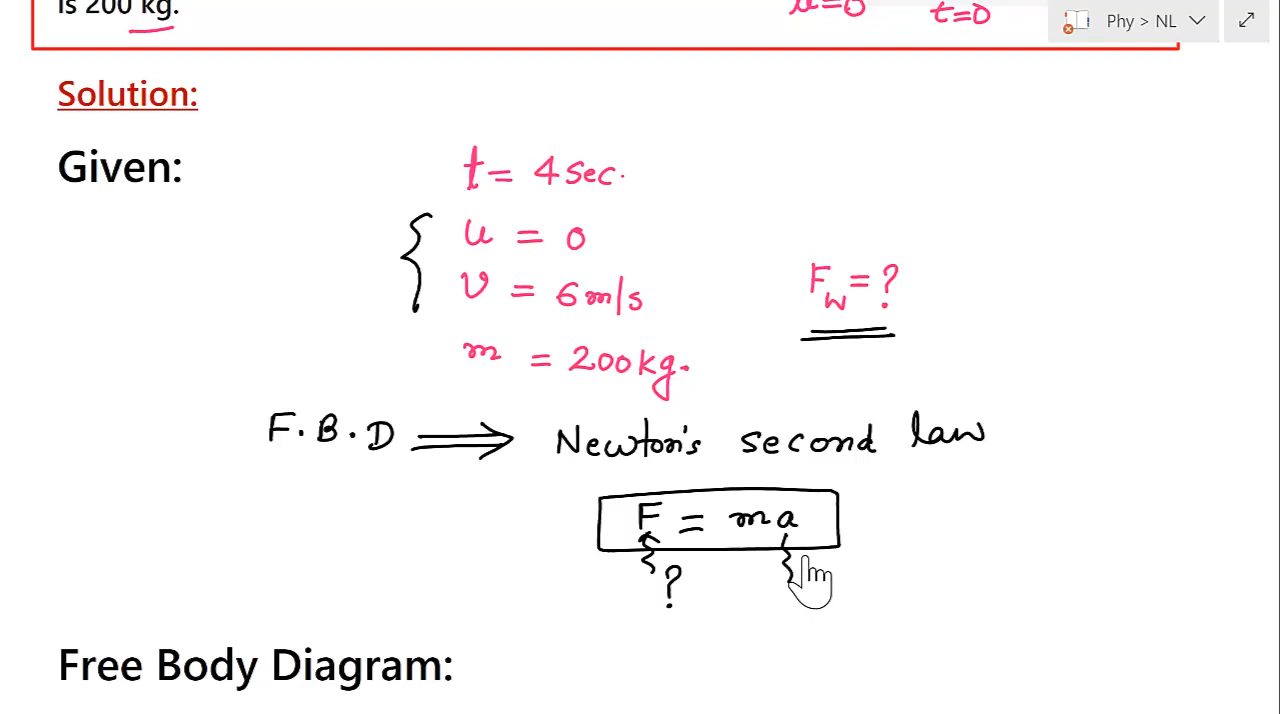 is 200 kg.
u=0 t=0
Phy > NL
Solution:
Given:
t = 4 sec.
u = 0
v = 6 m/s
Fw = ?
m = 200 kg.
F.B.D ⟹ Newton's second law
F = ma
?
Free Body Diagram: